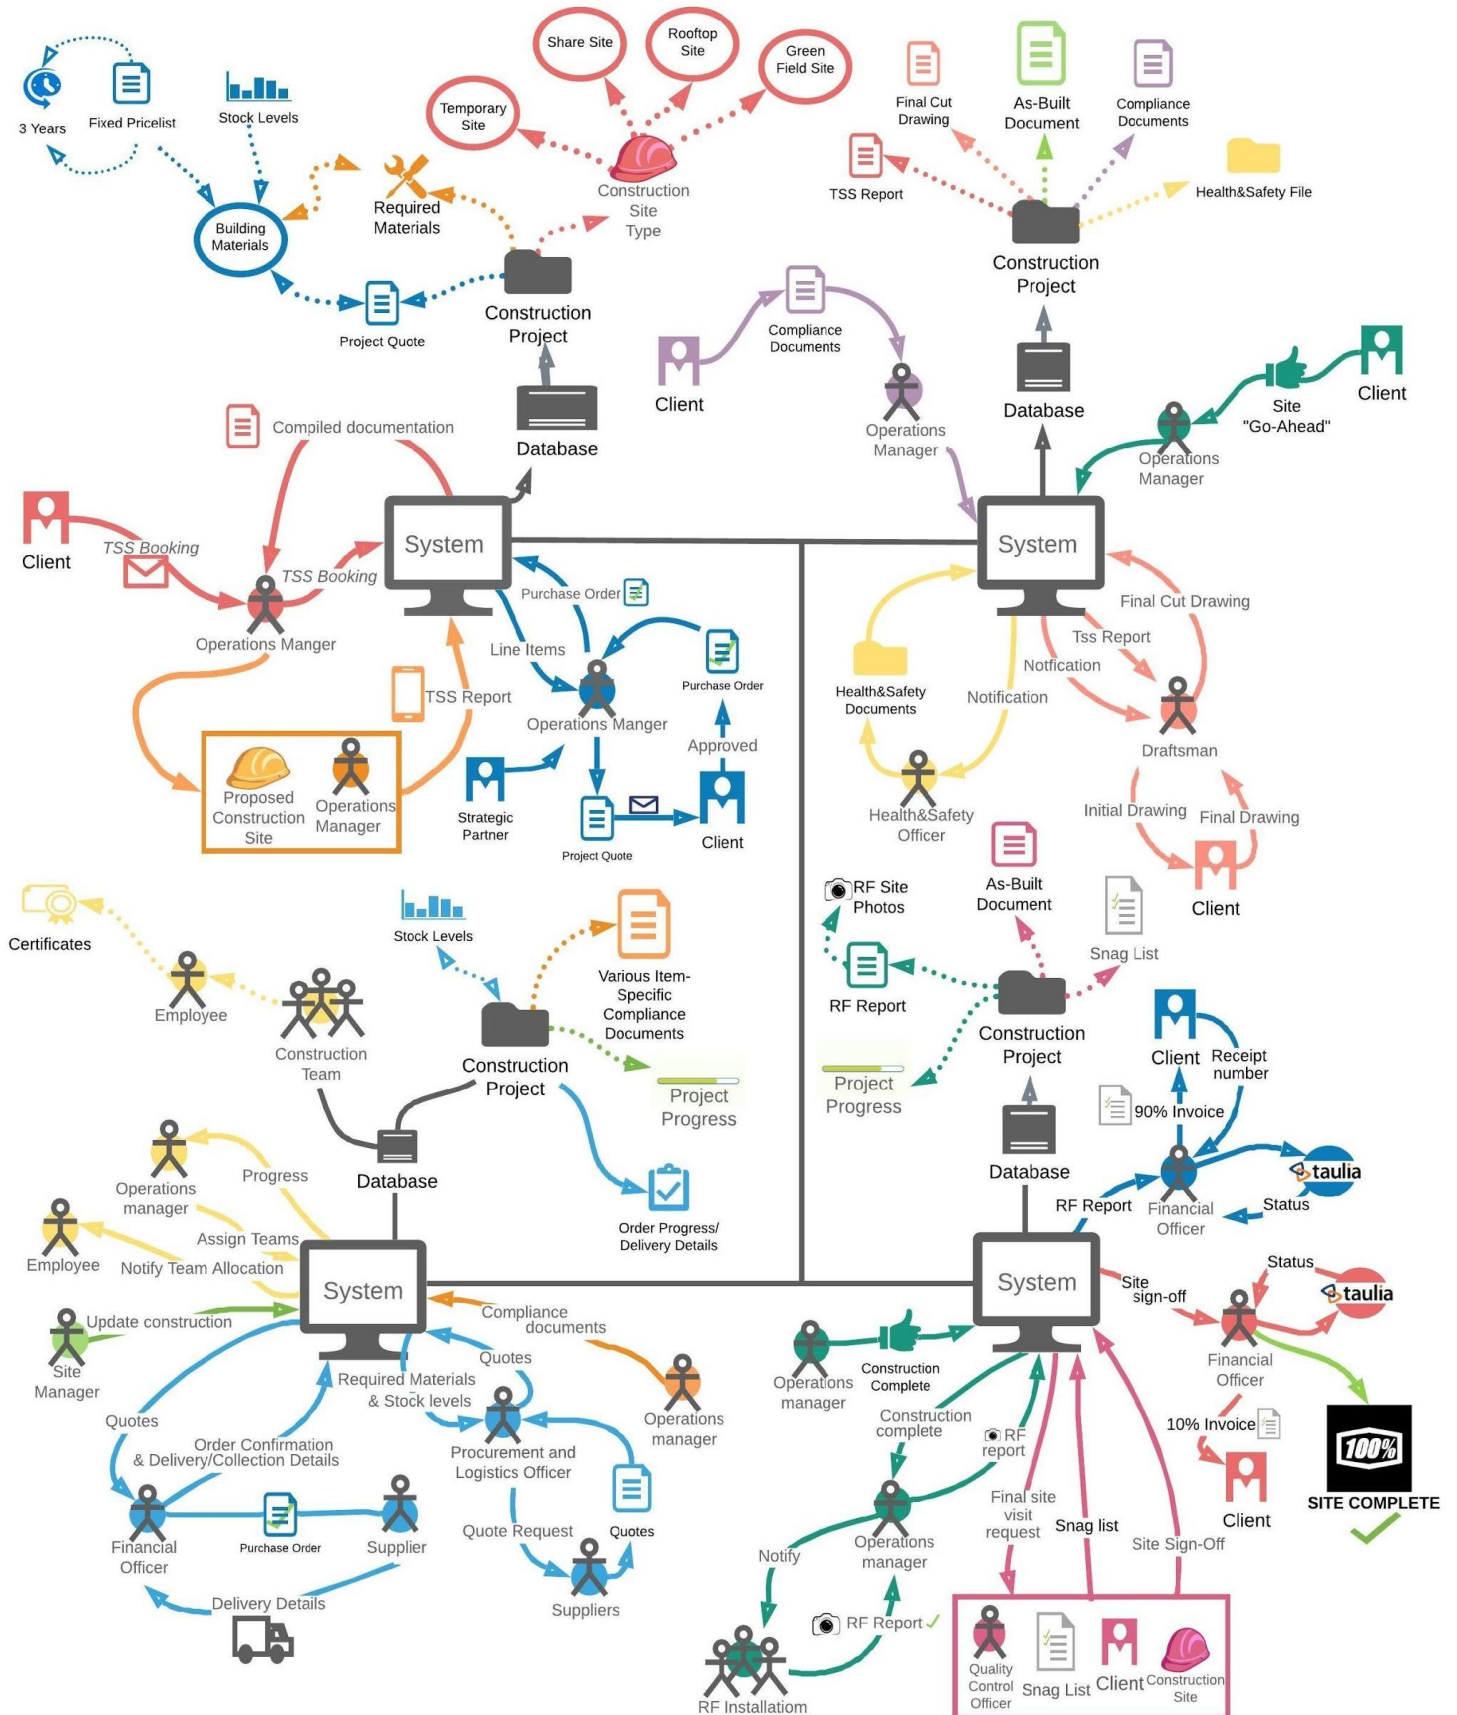 3 Years
Fixed Pricelist
Stock Levels
Building
Materials
Required
Materials
Project Quote
Construction
Project
Database
Temporary
Site
Share Site
Rooftop
Site
Green
Field Site
Construction
Site
Type
Compiled documentation
Client
TSS Booking
TSS Booking
Operations Manger
System
TSS Report
Proposed
Construction
Site
Operations
Manager
Purchase Order
Line Items
Operations Manger
Purchase Order
Approved
Strategic
Partner
Project Quote
Client
Final Cut
Drawing
As-Built
Document
Compliance
Documents
TSS Report
Health&Safety File
Construction
Project
Compliance
Documents
Client
Operations
Manager
Database
Client
Site
"Go-Ahead"
Operations
Manager
System
Final Cut Drawing
Tss Report
Notfication
Health&Safety
Documents
Notification
Draftsman
Health&Safety
Officer
Initial Drawing
Final Drawing
Client
Certificates
Employee
Construction
Team
Stock Levels
Various Item-
Specific
Compliance
Documents
Construction
Project
Project
Progress
Database
Order Progress/
Delivery Details
Operations
manager
Progress
Assign Teams
Employee
Notify Team Allocation
System
Update construction
Site
Manager
Compliance
documents
Quotes
Required Materials
& Stock levels
Operations
manager
Quotes
Order Confirmation
& Delivery/Collection Details
Procurement and
Logistics Officer
Financial
Officer
Purchase Order
Supplier
Quote Request
Quotes
Suppliers
Delivery Details
RF Site
Photos
As-Built
Document
Snag List
RF Report
Construction
Project
Project
Progress
Client
Receipt
number
90% Invoice
Database
taulia
RF Report
Financial
Officer
Status
System
Site
sign-off
Status
taulia
Financial
Officer
Operations
manager
Construction
Complete
Construction
complete
RF
report
10% Invoice
Client
100%
SITE COMPLETE
Final site
visit
request
Snag list
Site Sign-Off
Operations
manager
Notify
RF Report
RF Installatiom
Quality
Control
Officer
Snag List
Client
Construction
Site